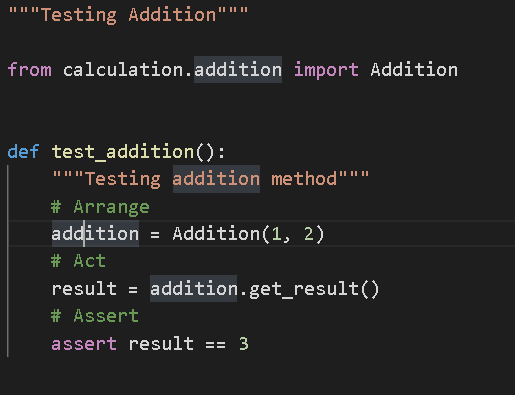 """Testing Addition"""
from calculation.addition import Addition
def test_addition():
"""Testing addition method"""
# Arrange
addition = Addition(1, 2)
# Act
result = addition.get_result()
# Assert
assert result == 3